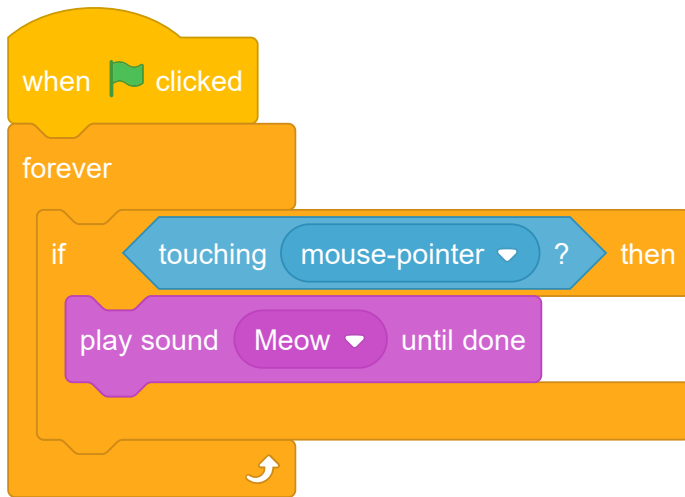 when clicked
forever
if touching mouse-pointer ? then
play sound Meow until done